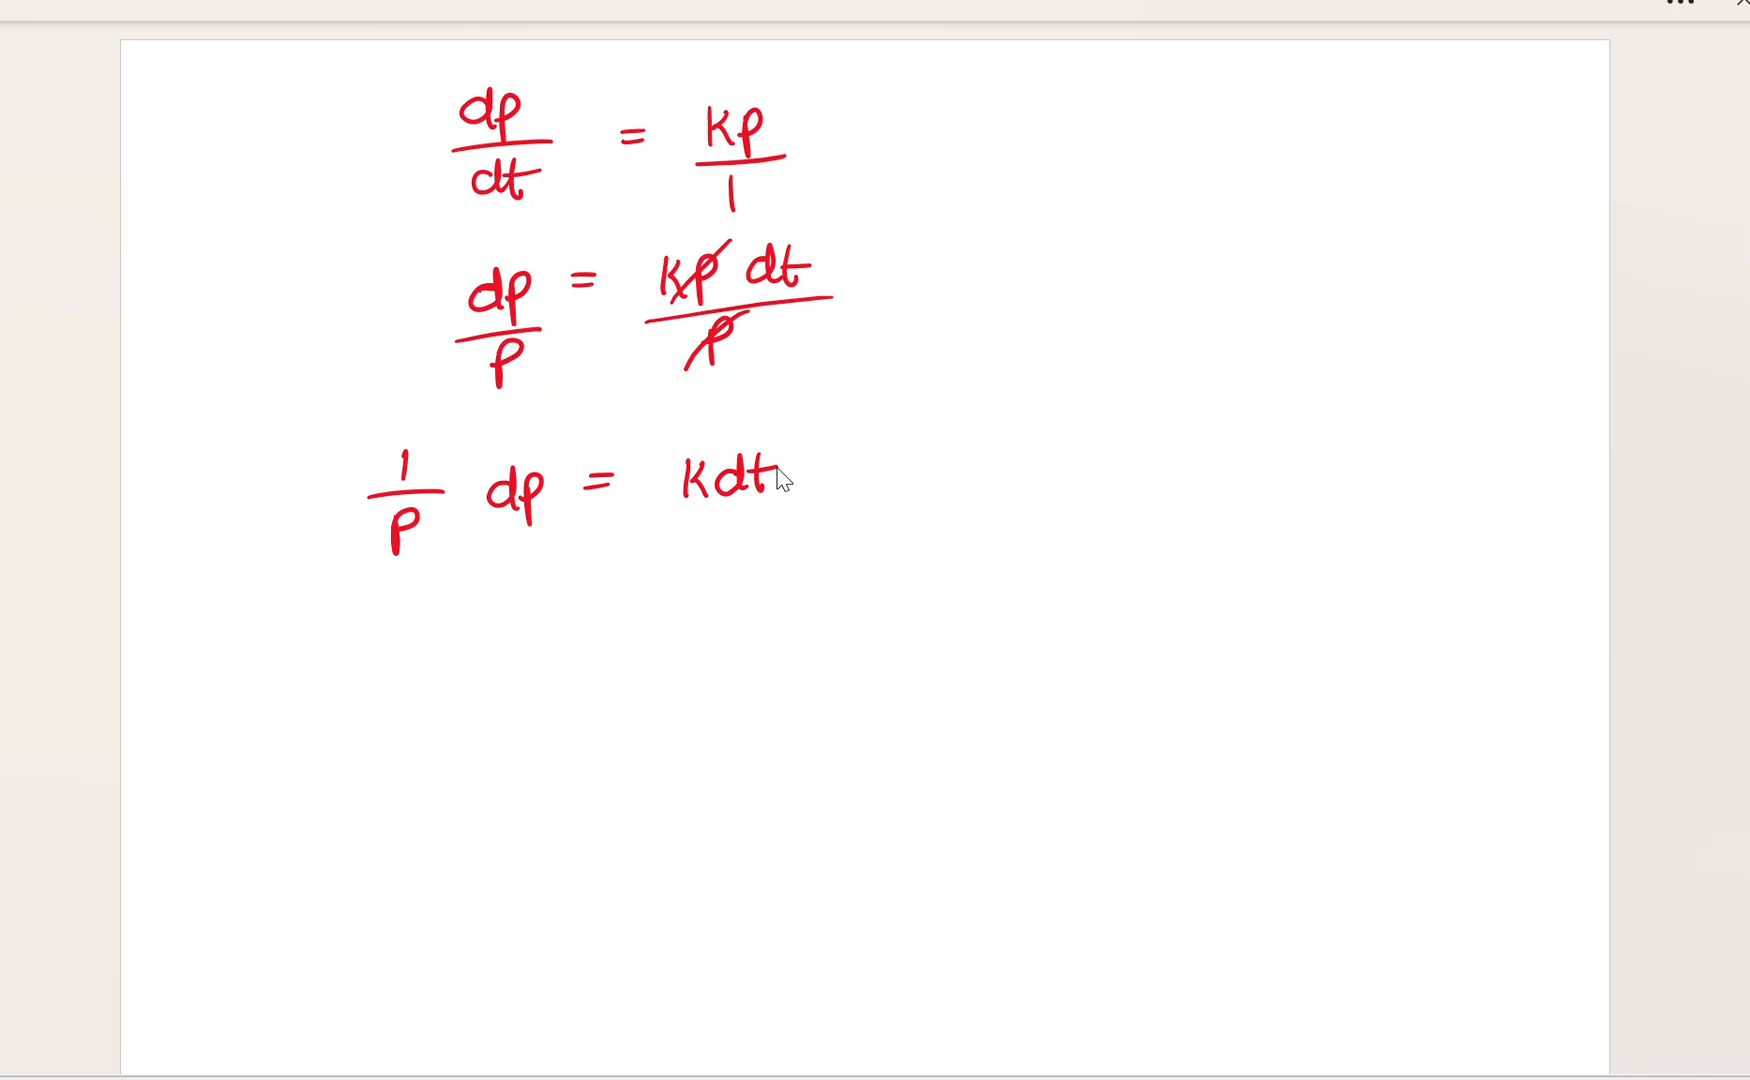 dp/dt = kp/1
dp/p = kp dt/p
1/p dp = kdt